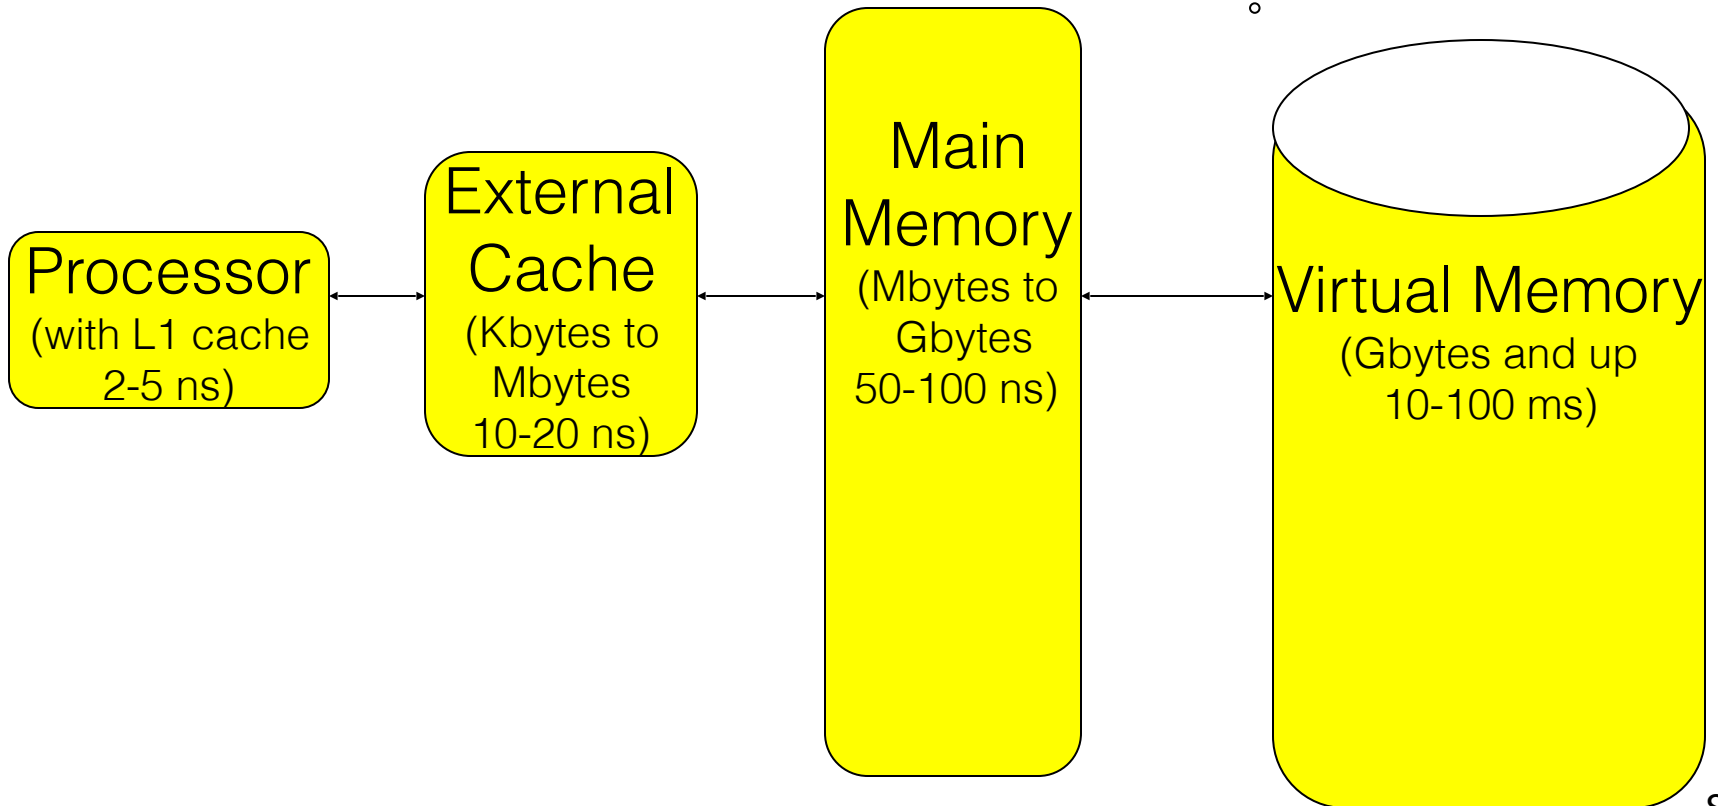 Processor
(with L1 cache
2-5 ns)
External
Cache
(Kbytes to
Mbytes
10-20 ns)
Main
Memory
(Mbytes to
Gbytes
50-100 ns)
Virtual Memory
(Gbytes and up
10-100 ms)